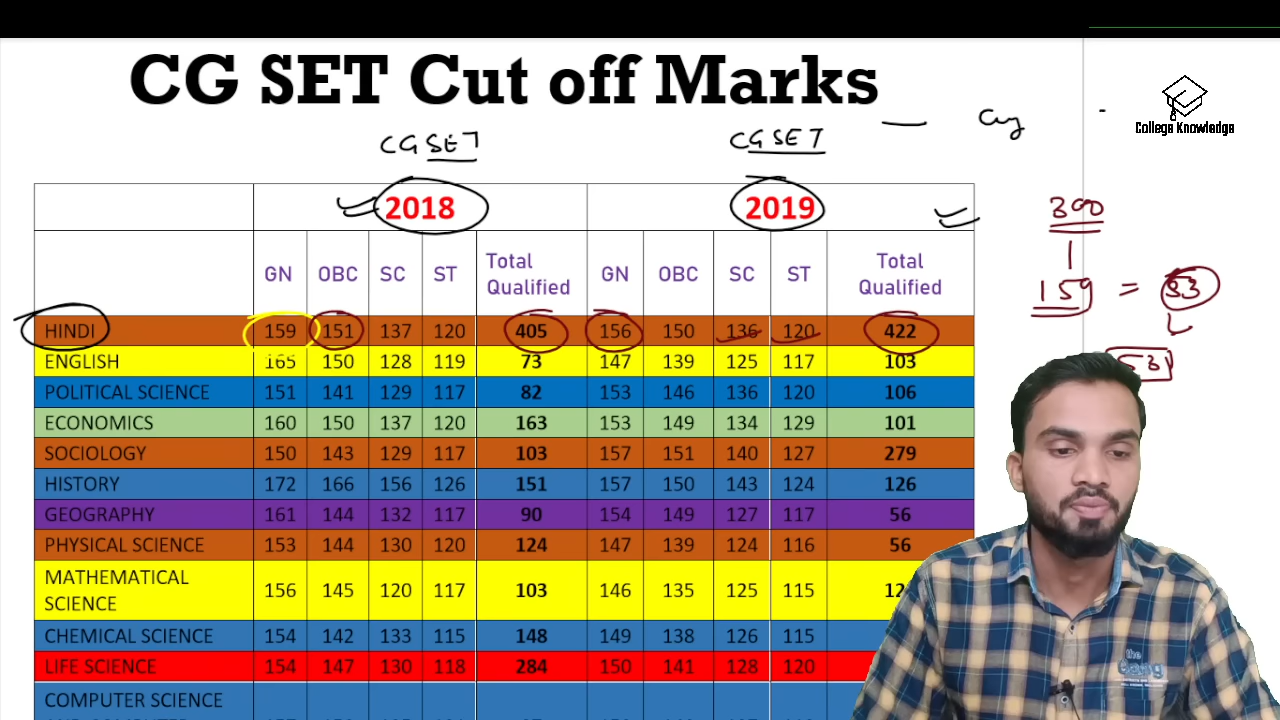 CG SET Cut off Marks
College Knowledge
CG SET CG SET
2018 2019
300
GN OBC SC ST Total Qualified GN OBC SC ST Total Qualified
159 = 53
HINDI 159 151 137 120 405 156 150 136 120 422
ENGLISH 165 150 128 119 73 147 139 125 117 103
POLITICAL SCIENCE 151 141 129 117 82 153 146 136 120 106
ECONOMICS 160 150 137 120 163 153 149 134 129 101
SOCIOLOGY 150 143 129 117 103 157 151 140 127 279
HISTORY 172 166 156 126 151 157 150 143 124 126
GEOGRAPHY 161 144 132 117 90 154 149 127 117 56
PHYSICAL SCIENCE 153 144 130 120 124 147 139 124 116 56
MATHEMATICAL SCIENCE 156 145 120 117 103 146 135 125 115
CHEMICAL SCIENCE 154 142 133 115 148 149 138 126 115
LIFE SCIENCE 154 147 130 118 284 150 141 128 120
COMPUTER SCIENCE